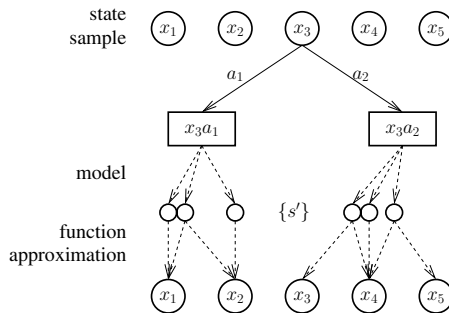 state
sample
x₁ x₂ x₃ x₄ x₅
a₁ a₂
x₃a₁ x₃a₂
model
{s′}
function
approximation
x₁ x₂ x₃ x₄ x₅